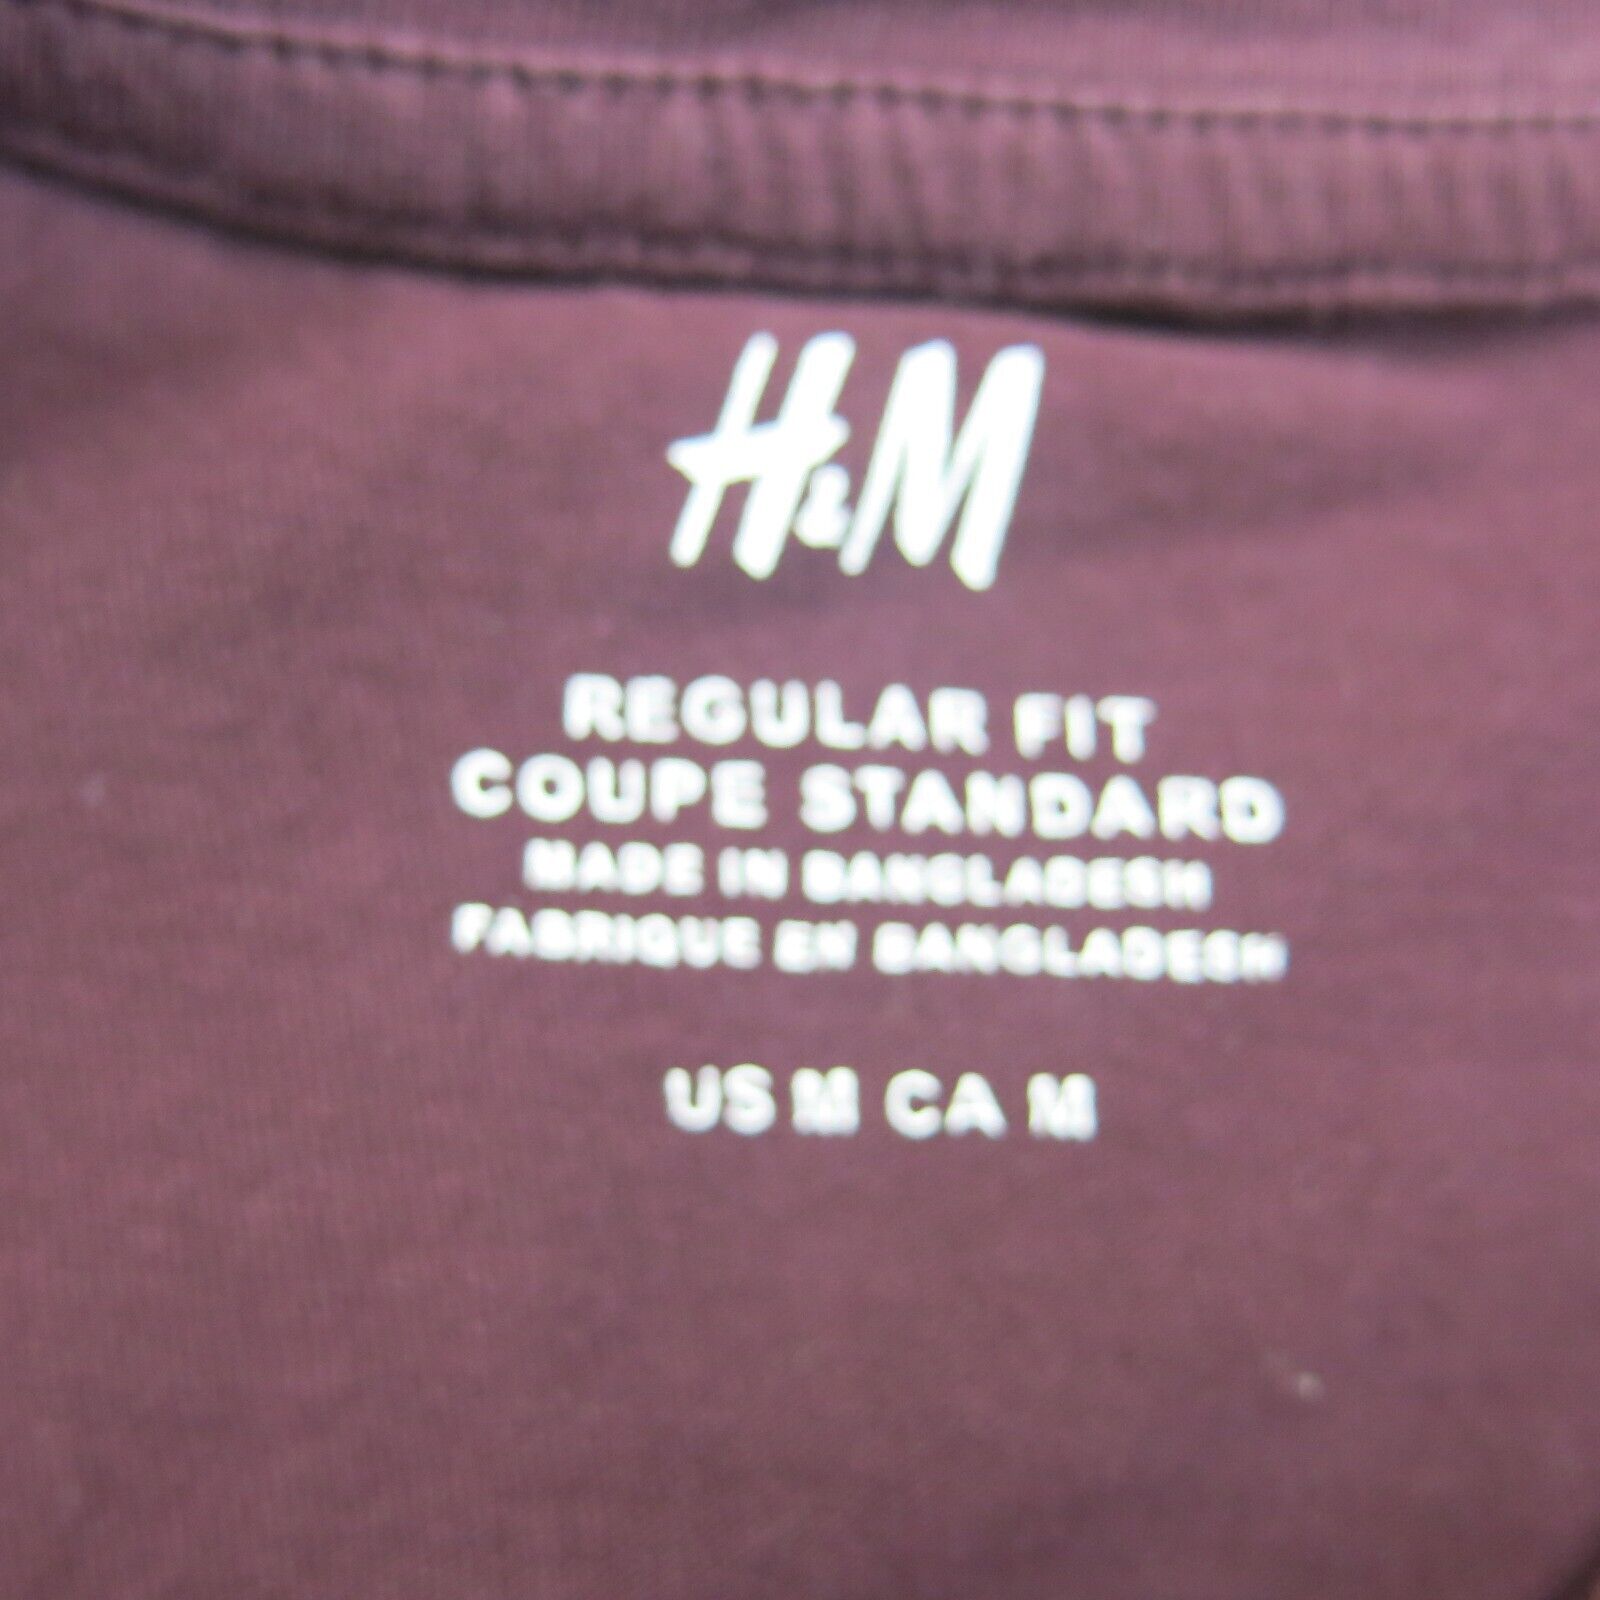 H&M
REGULAR FIT
COUPE STANDARD
MADE IN BANGLADESH
FABRIQUE EN BANGLADESH
US M CA M